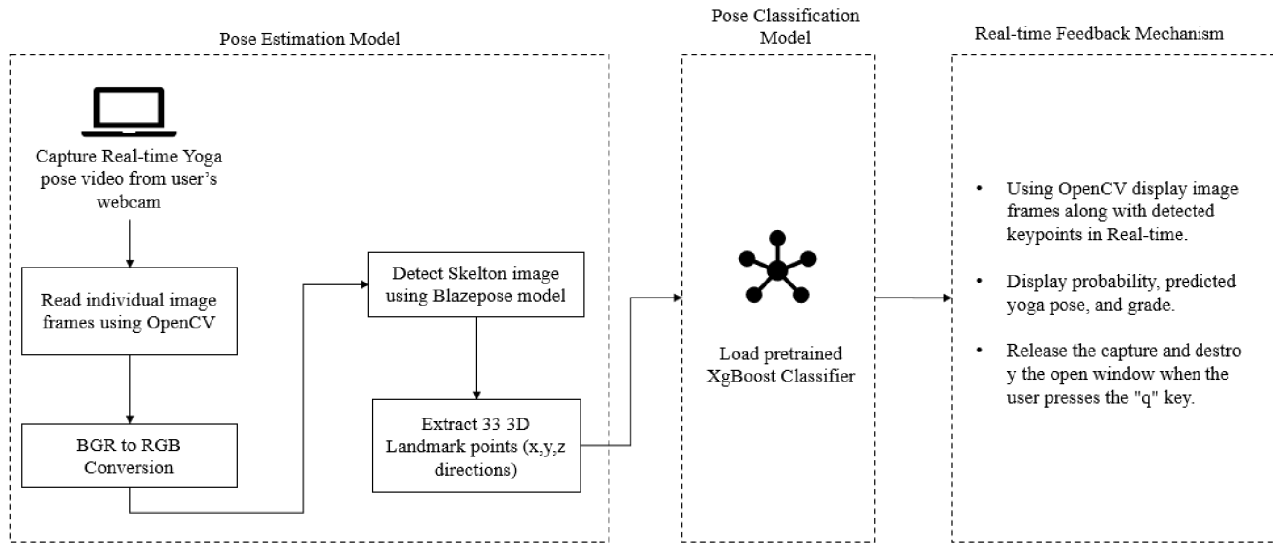 Pose Estimation Model
Capture Real-time Yoga
pose video from user's
webcam
Read individual image
frames using OpenCV
BGR to RGB
Conversion
Detect Skelton image
using Blazepose model
Extract 33 3D
Landmark points (x,y,z
directions)
Pose Classification
Model
Load pretrained
XgBoost Classifier
Real-time Feedback Mechanism
• Using OpenCV display image
frames along with detected
keypoints in Real-time.
• Display probability, predicted
yoga pose, and grade.
• Release the capture and destro
y the open window when the
user presses the "q" key.